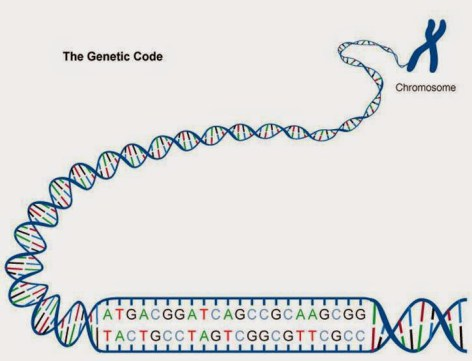 The Genetic Code
Chromosome
ATGACGGATCAGCCGCAAGCGG
TACTGCCTAGTCGGCGTTCGCC